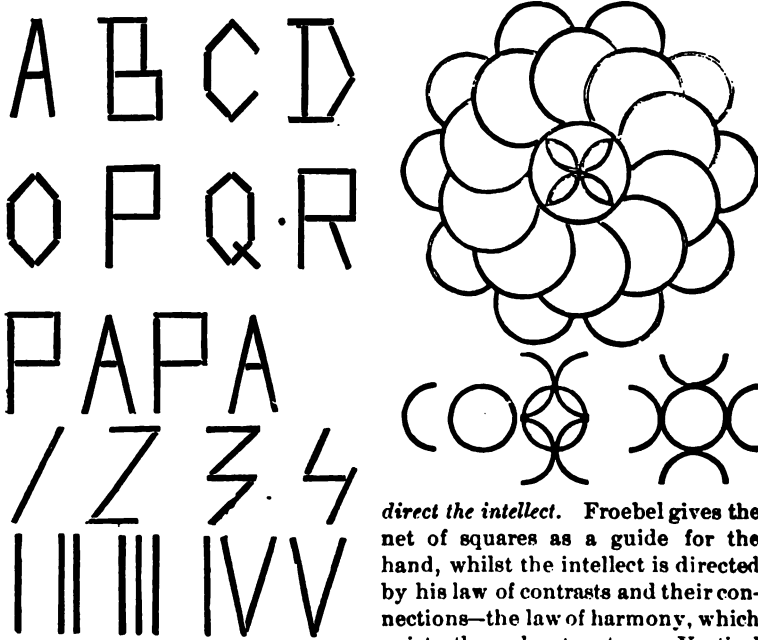 A B C D
O P Q R
PAPA
1 2 3 4
I II III IV V
direct the intellect. Froebel gives the
net of squares as a guide for the
hand, whilst the intellect is directed
by his law of contrasts and their con-
nections—the law of harmony, which